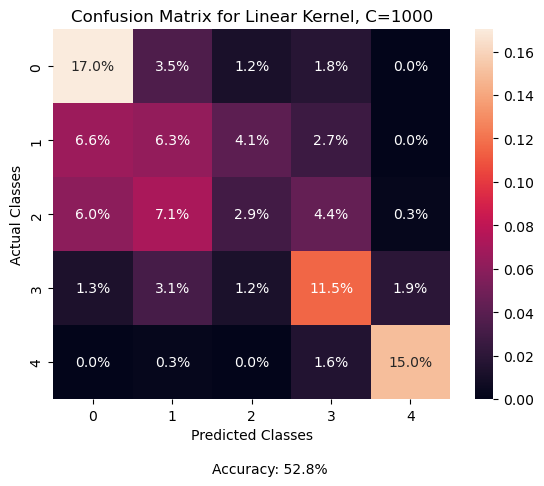 Confusion Matrix for Linear Kernel, C=1000
0 17.0% 3.5% 1.2% 1.8% 0.0%
1 6.6% 6.3% 4.1% 2.7% 0.0%
2 6.0% 7.1% 2.9% 4.4% 0.3%
3 1.3% 3.1% 1.2% 11.5% 1.9%
4 0.0% 0.3% 0.0% 1.6% 15.0%
0 1 2 3 4
Actual Classes
Predicted Classes
0.16
0.14
0.12
0.10
0.08
0.06
0.04
0.02
0.00
Accuracy: 52.8%